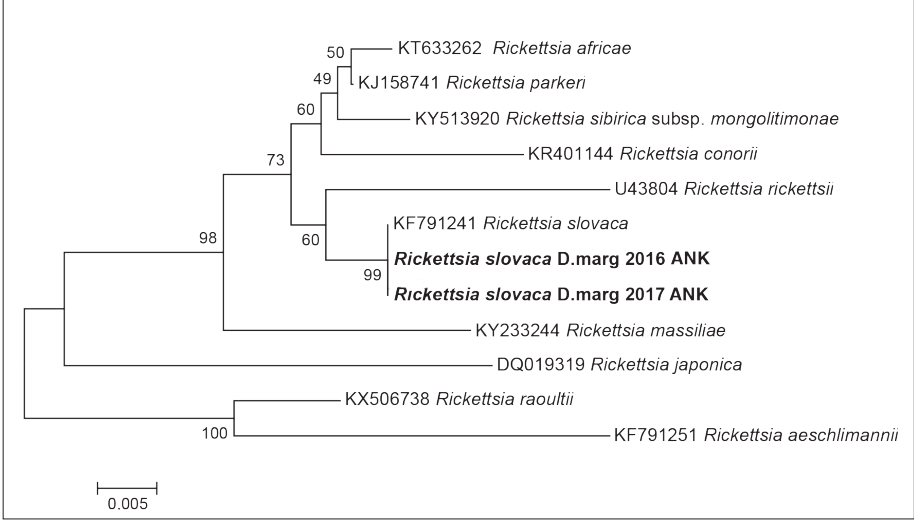 50
KT633262 Rickettsia africae
49
KJ158741 Rickettsia parkeri
60
KY513920 Rickettsia sibirica subsp. mongolitimonae
73
KR401144 Rickettsia conorii
U43804 Rickettsia rickettsii
98
KF791241 Rickettsia slovaca
60
Rickettsia slovaca D.marg 2016 ANK
99
Rıckettsia slovaca D.marg 2017 ANK
KY233244 Rickettsia massiliae
DQ019319 Rickettsia japonica
KX506738 Rickettsia raoultii
100
KF791251 Rickettsia aeschlimannii
0.005